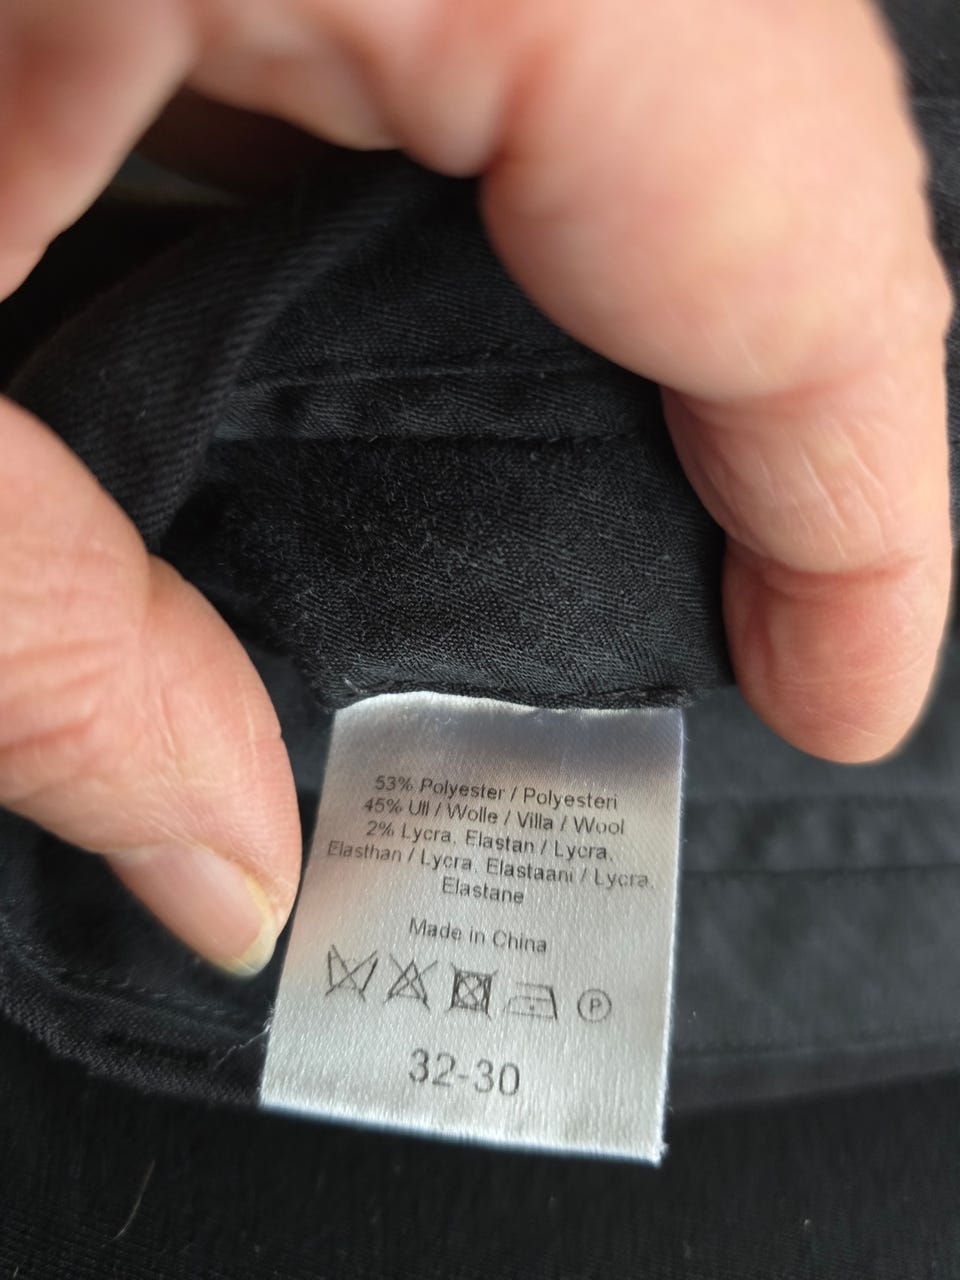 53% Polyester / Polyesteri
45% Ull / Wolle / Villa / Wool
2% Lycra, Elastan / Lycra,
Elasthan / Lycra, Elastaani / Lycra,
Elastane
Made in China
P
32-30